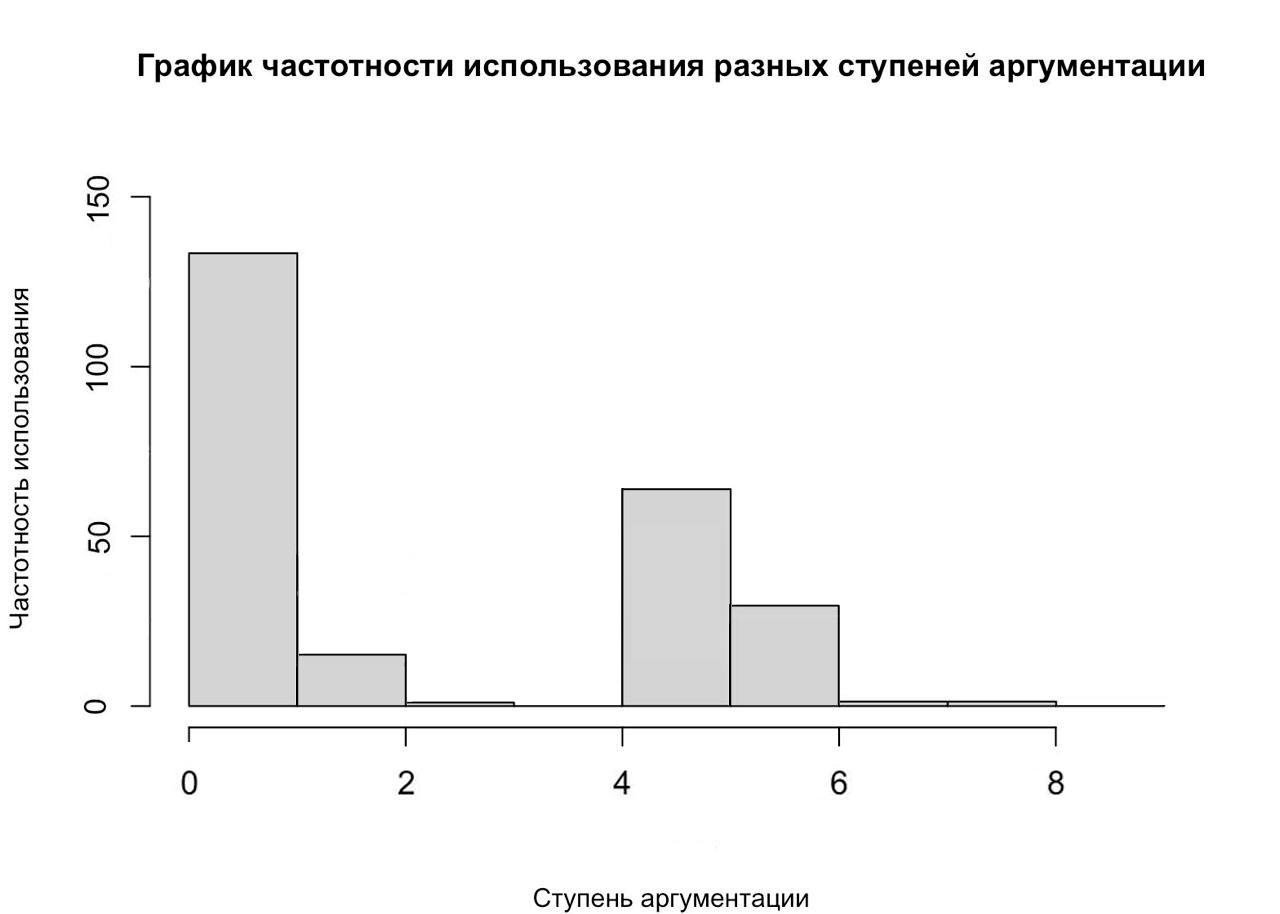 График частотности использования разных ступеней аргументации
Частотность использования
150
100
50
0
0 2 4 6 8
Ступень аргументации